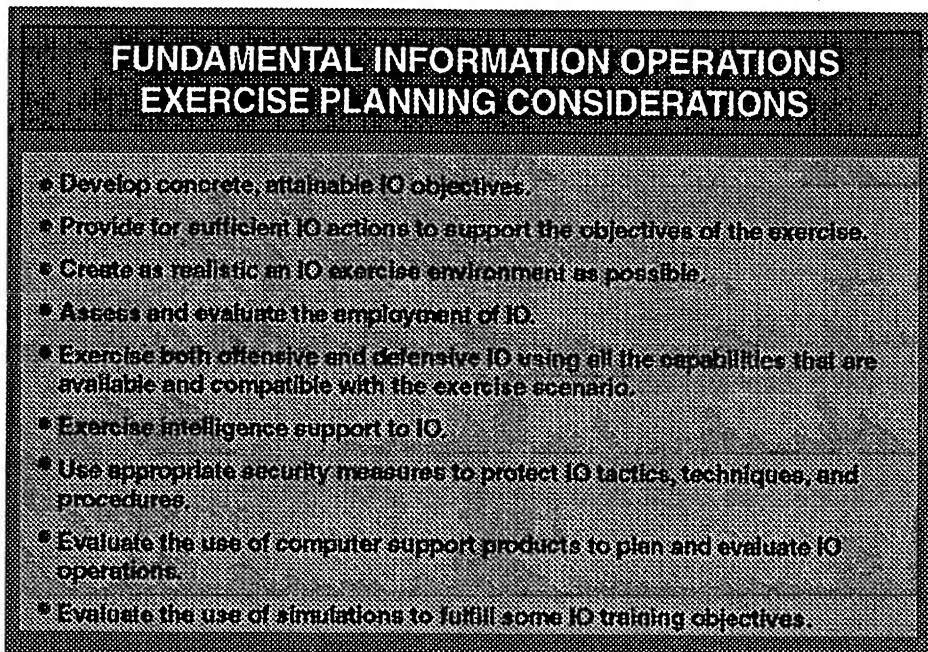 FUNDAMENTAL INFORMATION OPERATIONS
EXERCISE PLANNING CONSIDERATIONS
• Develop concrete, attainable IO objectives.
• Provide for sufficient IO actions to support the objectives of the exercise.
• Create as realistic an IO exercise environment as possible.
• Assess and evaluate the employment of IO.
• Exercise both offensive and defensive IO using all the capabilities that are
available and compatible with the exercise scenario.
• Exercise intelligence support to IO.
• Use appropriate security measures to protect IO tactics, techniques, and
procedures.
• Evaluate the use of computer support products to plan and evaluate IO
operations.
• Evaluate the use of simulations to fulfill some IO training objectives.